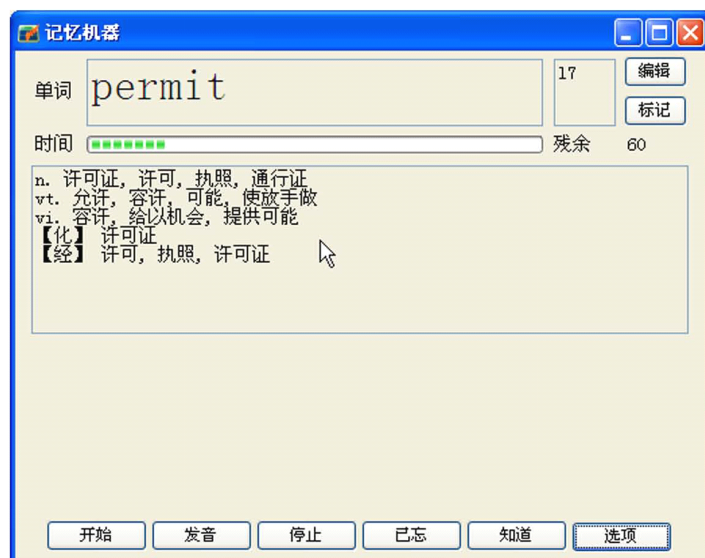 记忆机器
单词 permit 17 编辑
标记
时间 残余 60
n. 许可证, 许可, 执照, 通行证
vt. 允许, 容许, 可能, 使放手做
vi. 容许, 给以机会, 提供可能
【化】 许可证
【经】 许可, 执照, 许可证
开始 发音 停止 已忘 知道 选项